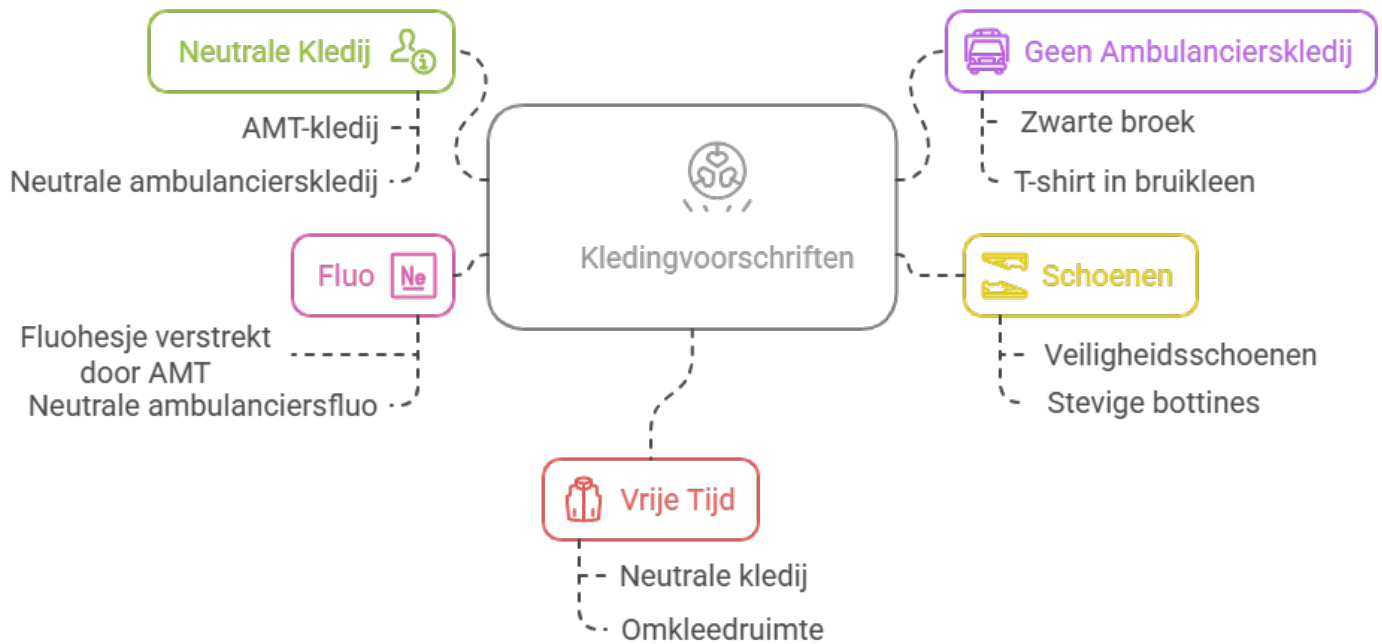 Neutrale Kledij
AMT-kledij
Neutrale ambulancierskledij
Fluo
Ne
Fluohesje verstrekt
door AMT
Neutrale ambulanciersfluo
Kledingvoorschriften
Geen Ambulancierskledij
Zwarte broek
T-shirt in bruikleen
Schoenen
Veiligheidsschoenen
Stevige bottines
Vrije Tijd
Neutrale kledij
Omkleedruimte